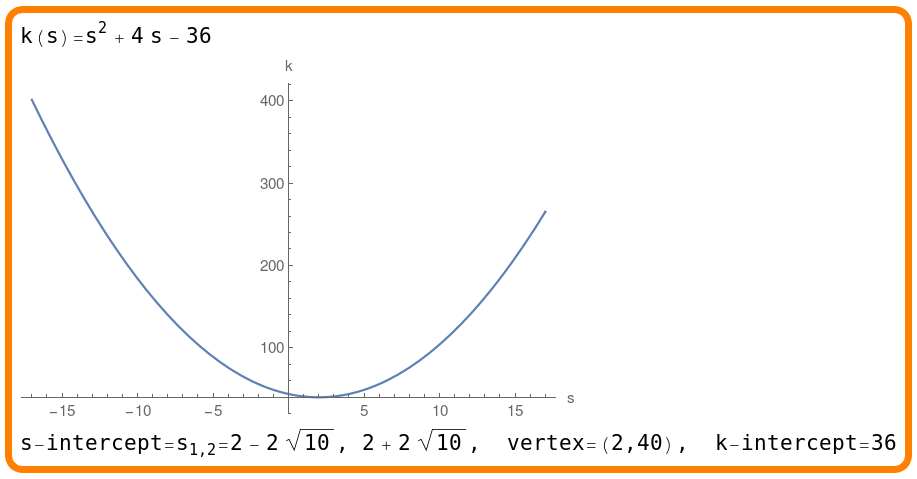 k(s)=s² + 4 s − 36
k
400
300
200
100
−15 −10 −5 5 10 15 s
s−intercept=s₁,₂=2 − 2 √10, 2 + 2 √10, vertex=(2,40), k−intercept=36